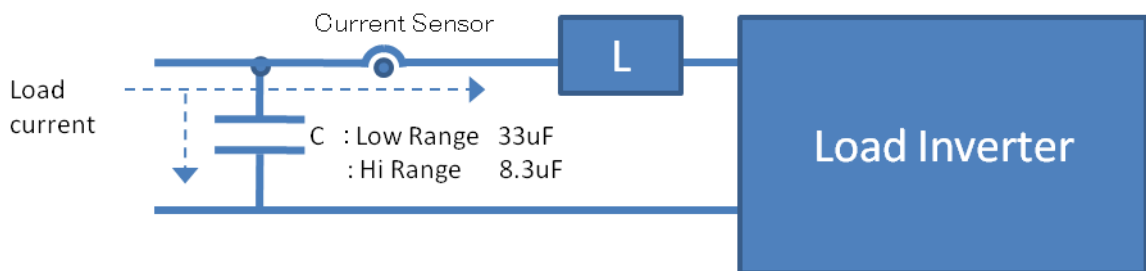 Current Sensor
L
Load
current
C : Low Range 33uF
: Hi Range 8.3uF
Load Inverter